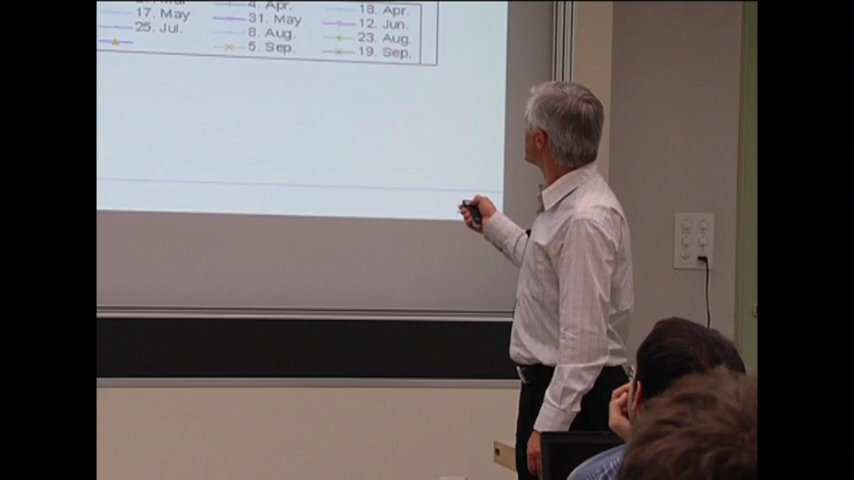 4. Apr. 18. Apr.
17. May 31. May 12. Jun.
25. Jul. 8. Aug. 23. Aug.
5. Sep. 19. Sep.